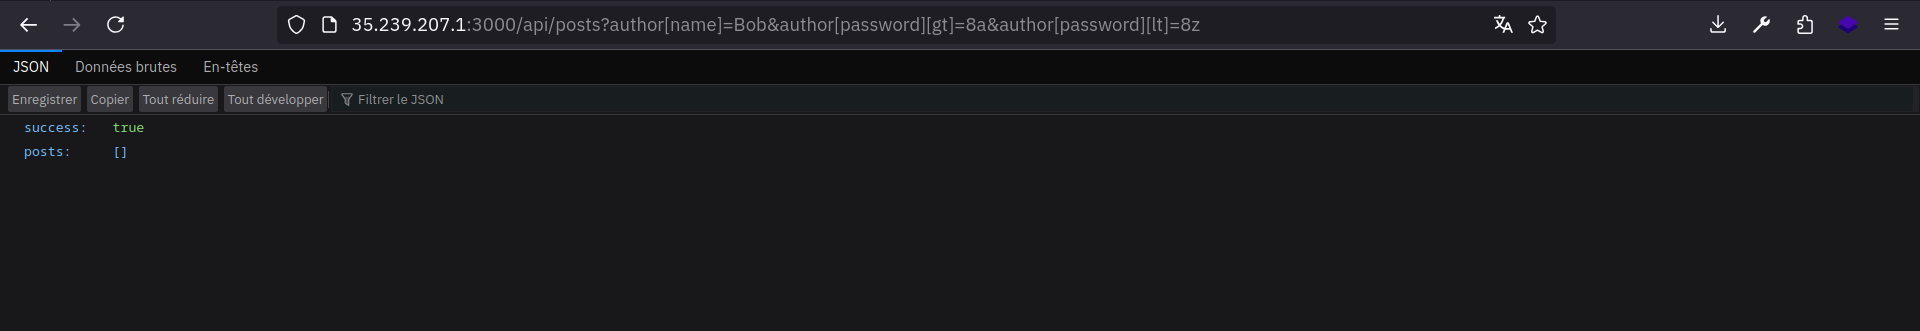 35.239.207.1:3000/api/posts?author[name]=Bob&author[password][gt]=8a&author[password][lt]=8z
JSON Données brutes En-têtes
Enregistrer Copier Tout réduire Tout développer Filtrer le JSON
success: true
posts: []